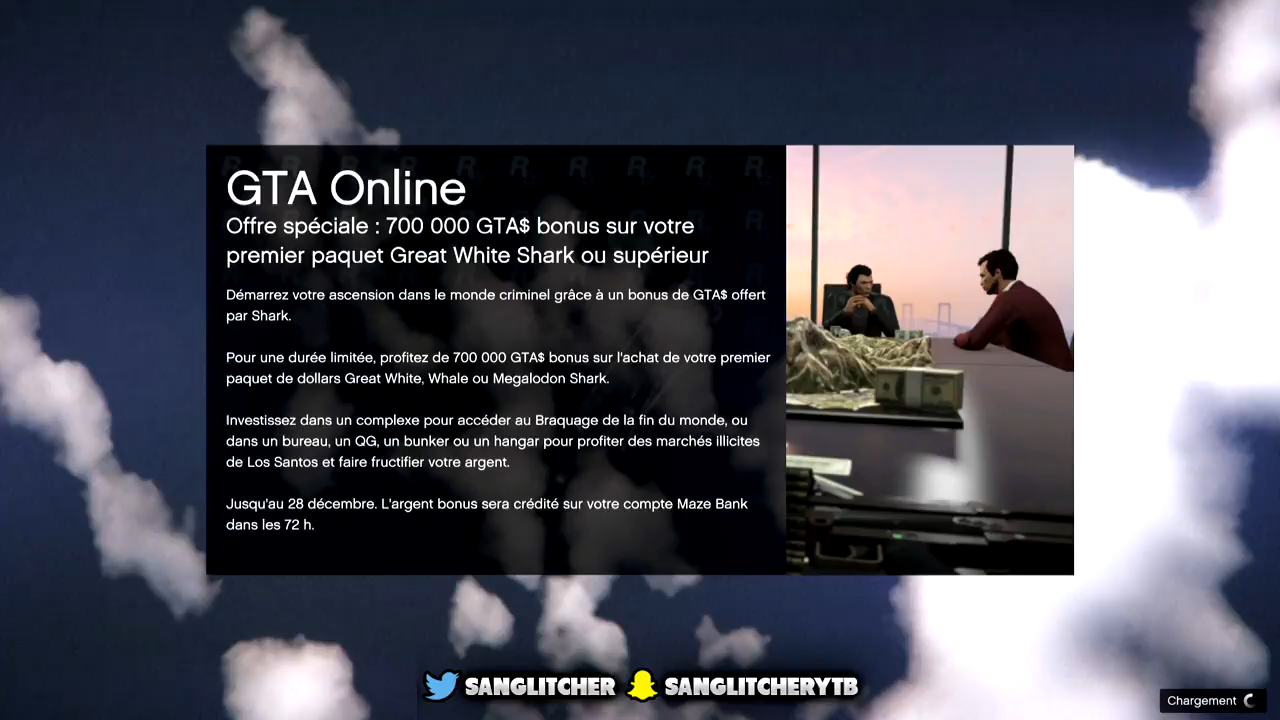 GTA Online
Offre spéciale : 700 000 GTA$ bonus sur votre
premier paquet Great White Shark ou supérieur
Démarrez votre ascension dans le monde criminel grâce à un bonus de GTA$ offert
par Shark.
Pour une durée limitée, profitez de 700 000 GTA$ bonus sur l'achat de votre premier
paquet de dollars Great White, Whale ou Megalodon Shark.
Investissez dans un complexe pour accéder au Braquage de la fin du monde, ou
dans un bureau, un QG, un bunker ou un hangar pour profiter des marchés illicites
de Los Santos et faire fructifier votre argent.
Jusqu'au 28 décembre. L'argent bonus sera crédité sur votre compte Maze Bank
dans les 72 h.
SANGLITCHER SANGLITCHERYTB
Chargement